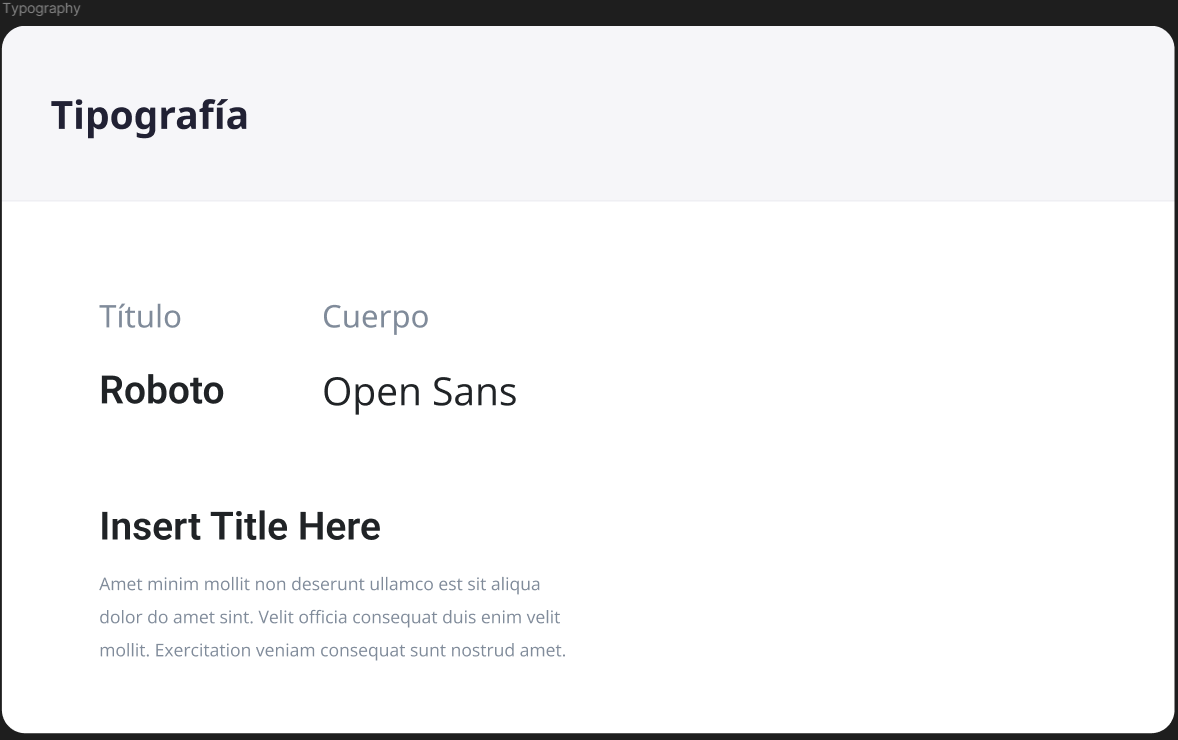 Typography
Tipografía
Título
Cuerpo
Roboto
Open Sans
Insert Title Here
Amet minim mollit non deserunt ullamco est sit aliqua
dolor do amet sint. Velit officia consequat duis enim velit
mollit. Exercitation veniam consequat sunt nostrud amet.